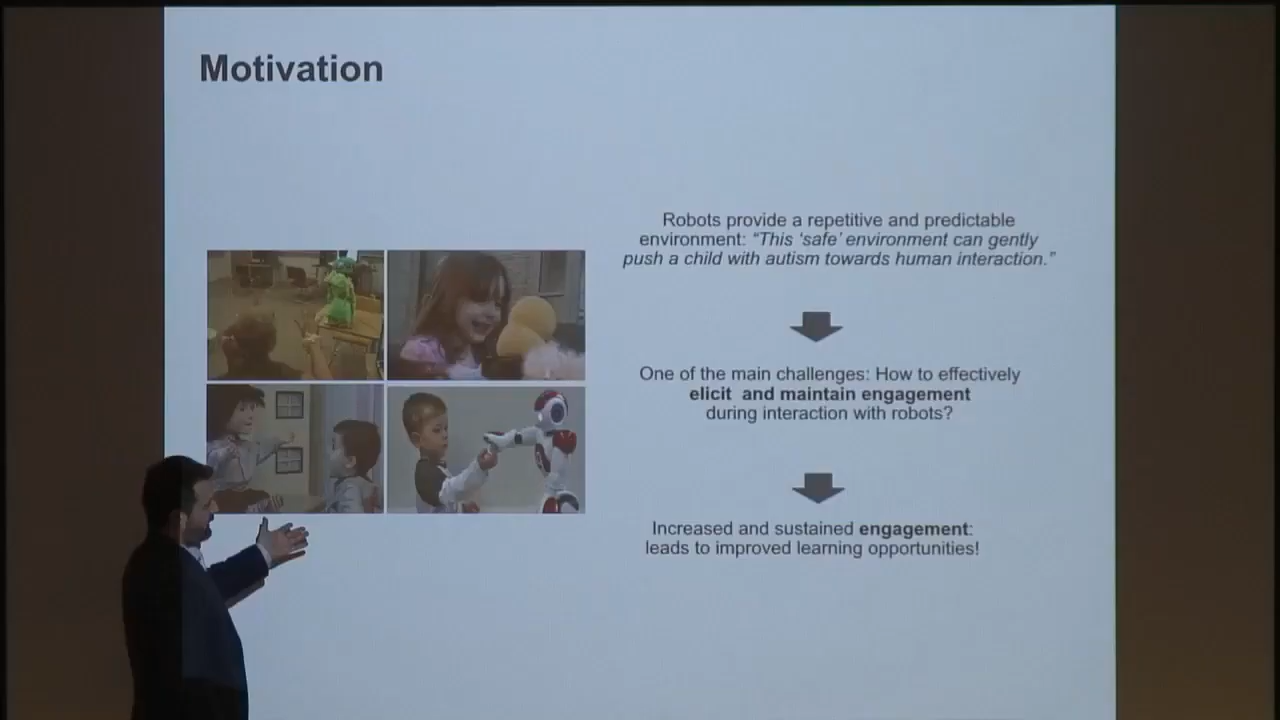 Motivation
Robots provide a repetitive and predictable
environment: “This ‘safe’ environment can gently
push a child with autism towards human interaction.”
One of the main challenges: How to effectively
elicit and maintain engagement
during interaction with robots?
Increased and sustained engagement:
leads to improved learning opportunities!